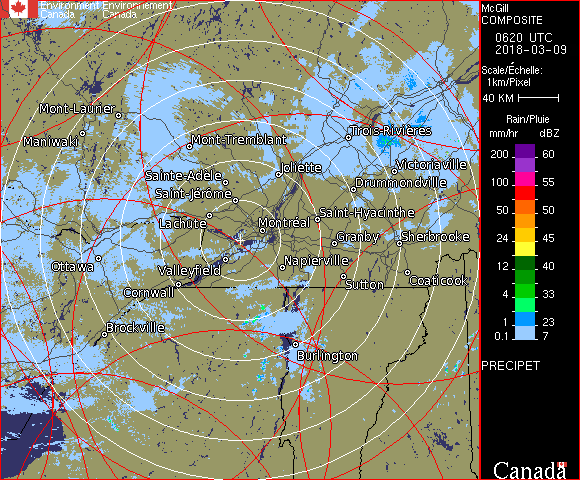 Environment Environnement
Canada Canada
McGill
COMPOSITE
0620 UTC
2018-03-09
Scale/Échelle:
1km/Pixel
40 KM
Rain/Pluie
mm/hr dBZ
200 60
100 55
50 50
24 45
12 40
4 33
1 23
0.1 7
PRECIPET
Mont-Laurier
Maniwaki
Mont-Tremblant
Trois-Rivières
Sainte-Adèle
Joliette
Victoriaville
Saint-Jérôme
Drummondville
Lachute
Montréal
Saint-Hyacinthe
Granby
Sherbrooke
Ottawa
Valleyfield
Napierville
Cornwall
Sutton
Coaticook
Brockville
Burlington
Canada